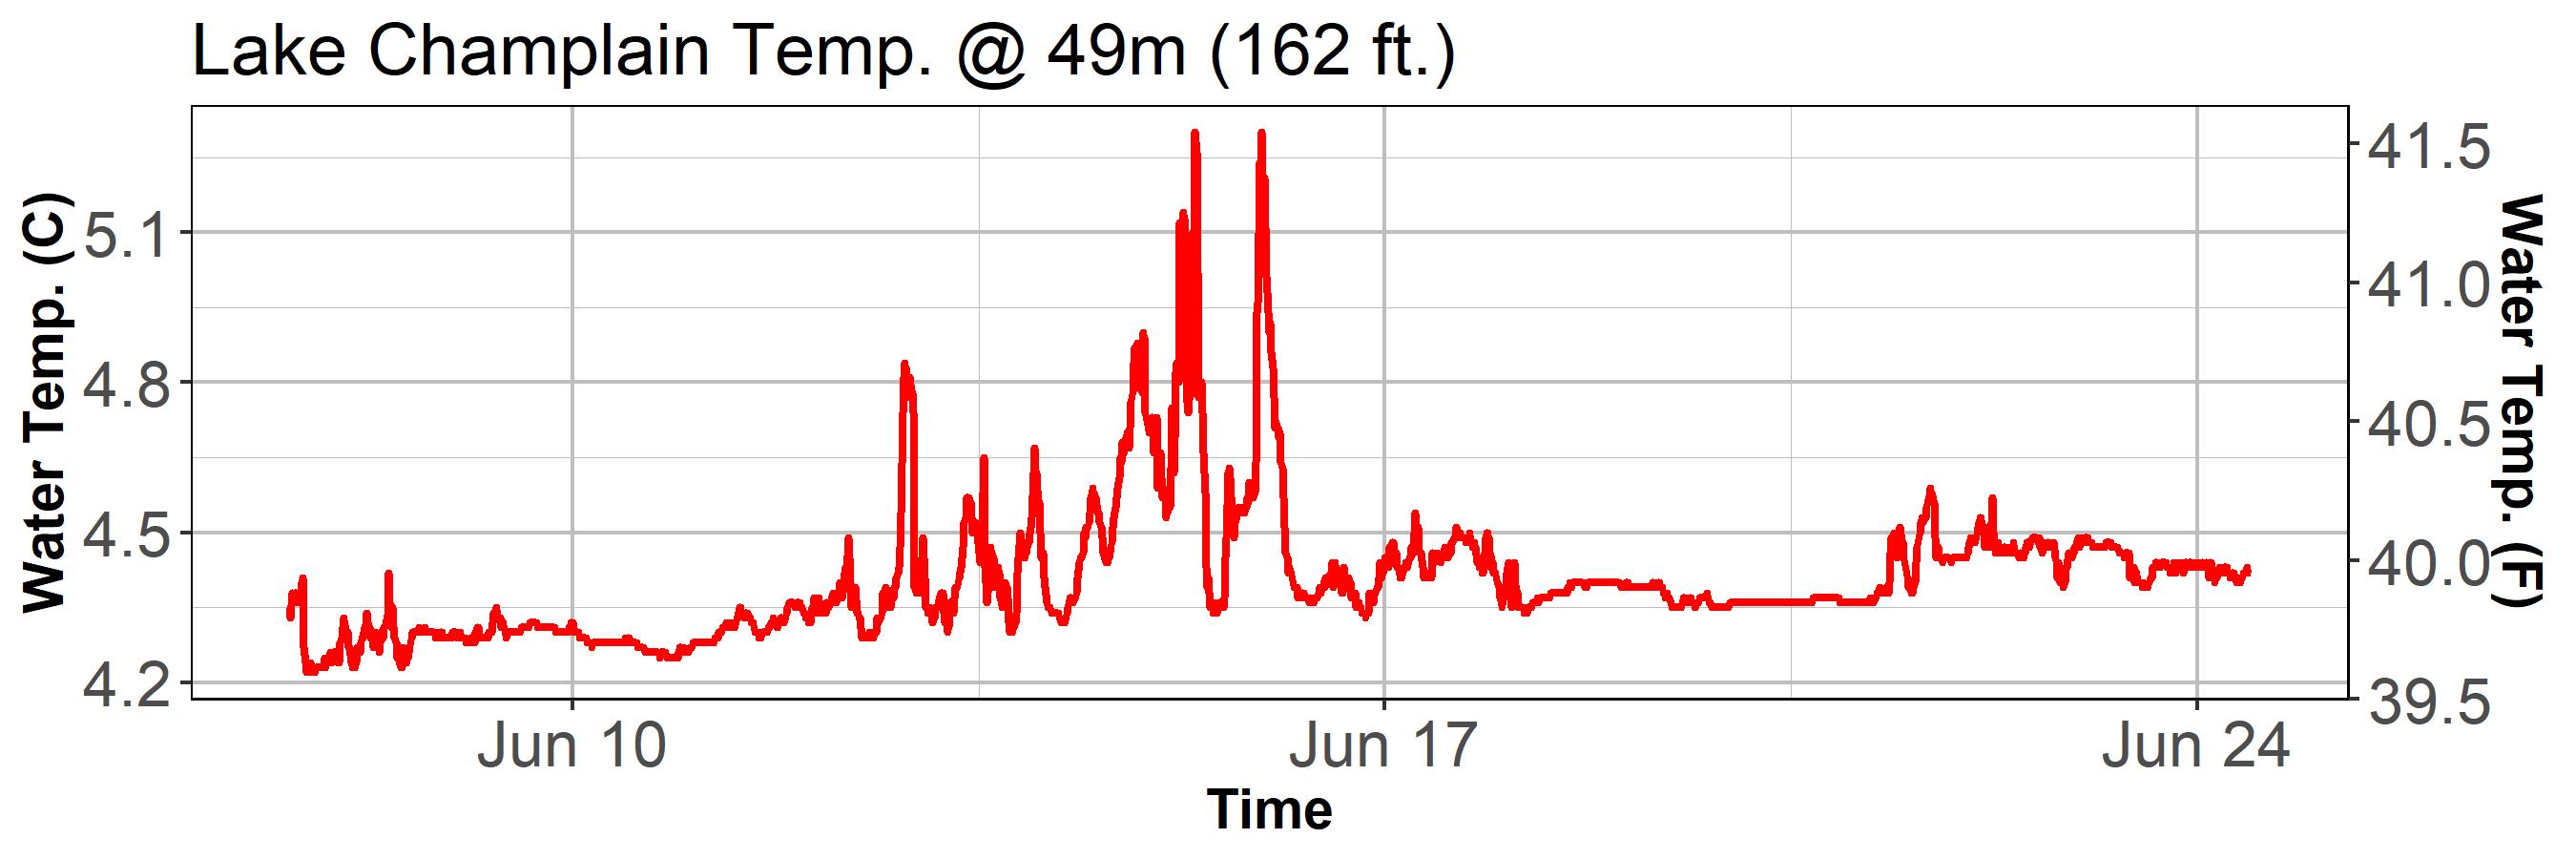 Lake Champlain Temp. @ 49m (162 ft.)
Water Temp. (C)
5.1
4.8
4.5
4.2
41.5
41.0
40.5
40.0
39.5
Water Temp. (F)
Jun 10
Jun 17
Jun 24
Time